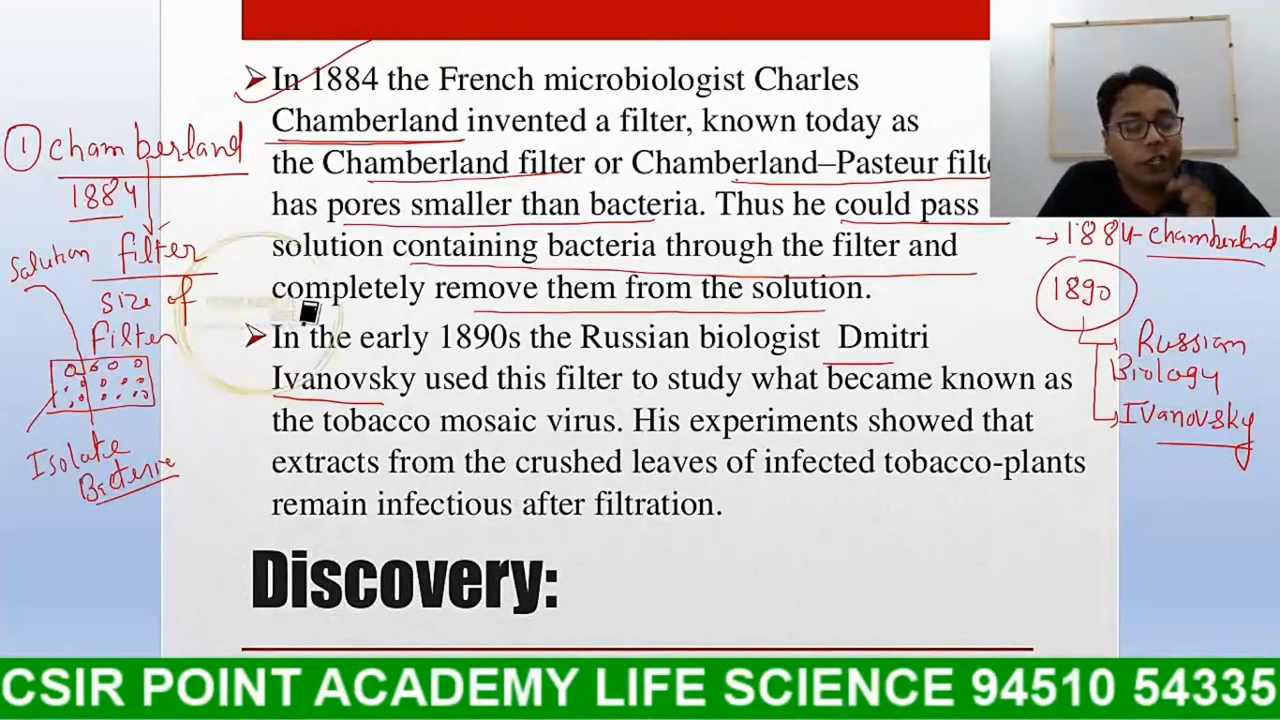 ➢In 1884 the French microbiologist Charles
Chamberland invented a filter, known today as
the Chamberland filter or Chamberland–Pasteur filte
has pores smaller than bacteria. Thus he could pass
solution containing bacteria through the filter and
completely remove them from the solution.
➢In the early 1890s the Russian biologist Dmitri
Ivanovsky used this filter to study what became known as
the tobacco mosaic virus. His experiments showed that
extracts from the crushed leaves of infected tobacco-plants
remain infectious after filtration.
Discovery:
① chamberland
1884
Solution filter
size of
filter
Isolate
Bacterie
→1884-chamberland
1890
Russian
Biology
Ivanovsky
CSIR POINT ACADEMY LIFE SCIENCE 94510 54335